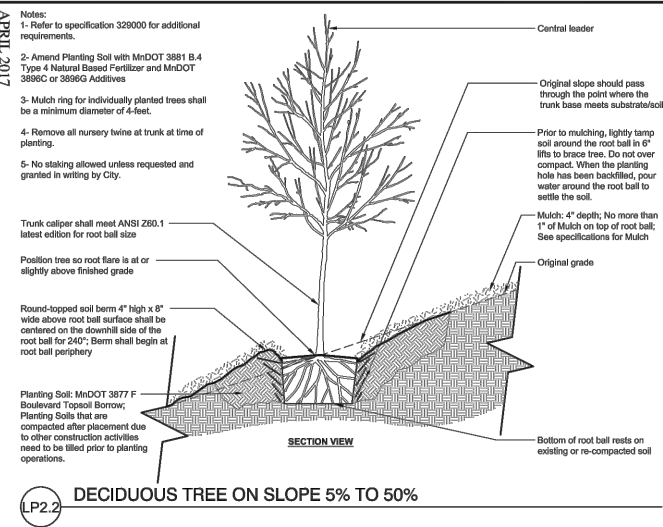 APRIL 2017
Notes:
1- Refer to specification 329000 for additional
requirements.
2- Amend Planting Soil with MnDOT 3881 B.4
Type 4 Natural Based Fertilizer and MnDOT
3896C or 3896G Additives
3- Mulch ring for individually planted trees shall
be a minimum diameter of 4-feet.
4- Remove all nursery twine at trunk at time of
planting.
5- No staking allowed unless requested and
granted in writing by City.
Trunk caliper shall meet ANSI Z60.1
latest edition for root ball size
Position tree so root flare is at or
slightly above finished grade
Round-topped soil berm 4" high x 8"
wide above root ball surface shall be
centered on the downhill side of the
root ball for 240°; Berm shall begin at
root ball periphery
Planting Soil: MnDOT 3877 F
Boulevard Topsoil Borrow;
Planting Soils that are
compacted after placement due
to other construction activities
need to be tilled prior to planting
operations.
Central leader
Original slope should pass
through the point where the
trunk base meets substrate/soil
Prior to mulching, lightly tamp
soil around the root ball in 6"
lifts to brace tree. Do not over
compact. When the planting
hole has been backfilled, pour
water around the root ball to
settle the soil.
Mulch: 4" depth; No more than
1" of Mulch on top of root ball;
See specifications for Mulch
Original grade
Bottom of root ball rests on
existing or re-compacted soil
SECTION VIEW
LP2.2
DECIDUOUS TREE ON SLOPE 5% TO 50%